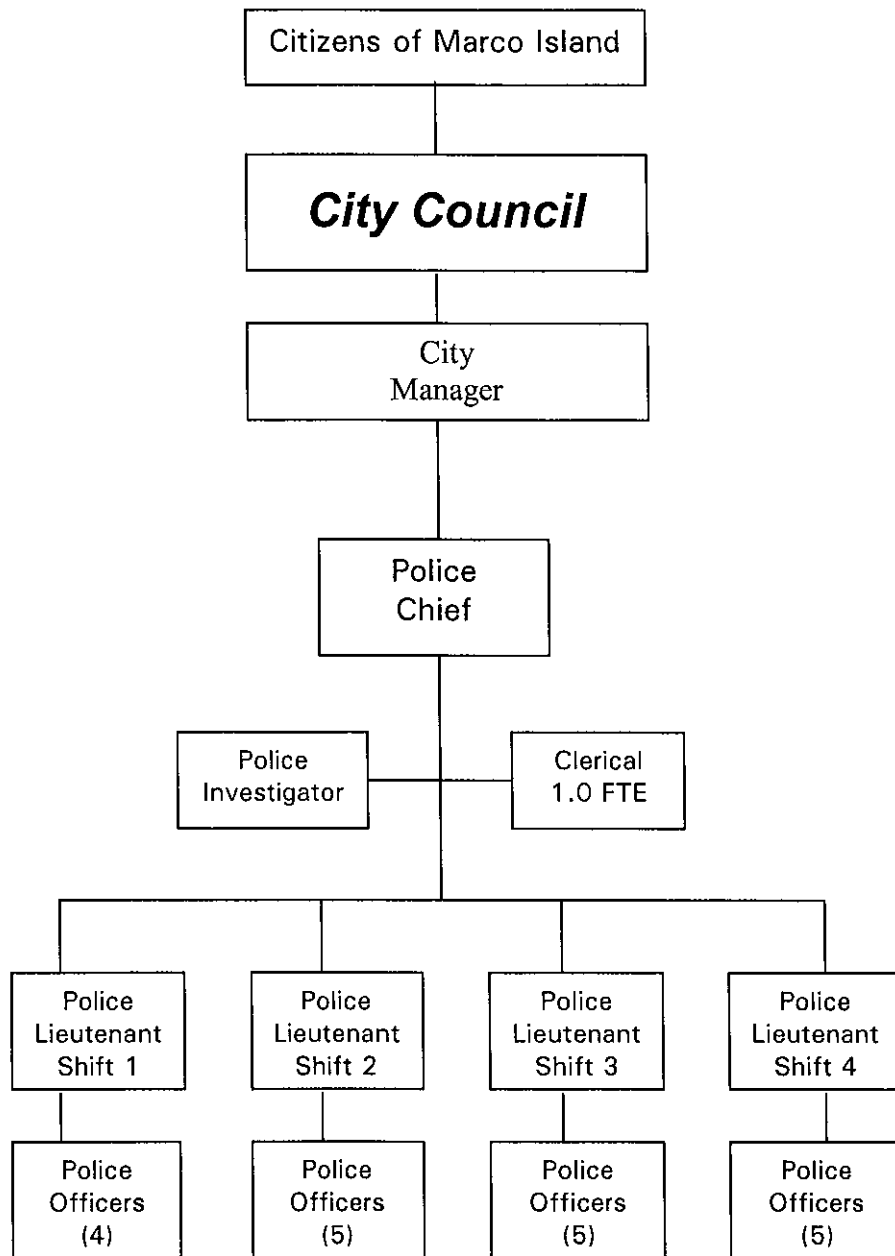 Citizens of Marco Island
City Council
City
Manager
Police
Chief
Police
Investigator
Clerical
1.0 FTE
Police
Lieutenant
Shift 1
Police
Lieutenant
Shift 2
Police
Lieutenant
Shift 3
Police
Lieutenant
Shift 4
Police
Officers
(4)
Police
Officers
(5)
Police
Officers
(5)
Police
Officers
(5)